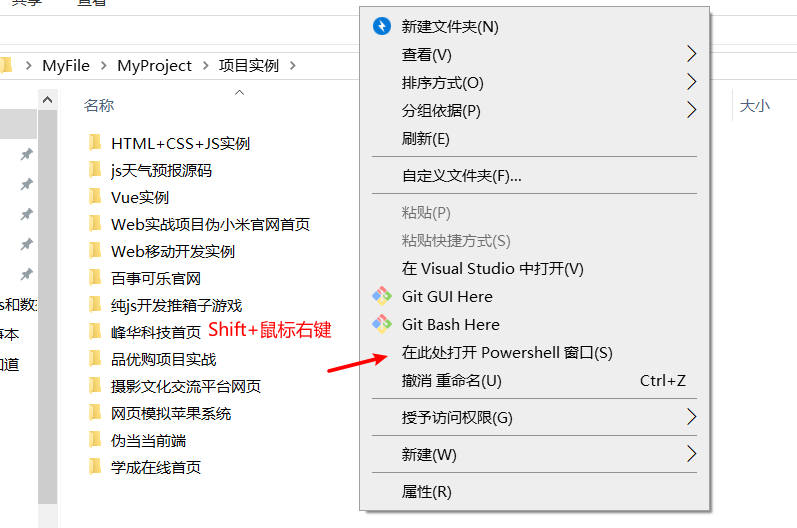 共享 查看
MyFile
MyProject
项目实例
名称
大小
HTML+CSS+JS实例
js天气预报源码
Vue实例
Web实战项目伪小米官网首页
Web移动开发实例
百事可乐官网
纯js开发推箱子游戏
峰华科技首页
品优购项目实战
摄影文化交流平台网页
网页模拟苹果系统
伪当当前端
学成在线首页
Shift+鼠标右键
新建文件夹(N)
查看(V)
排序方式(O)
分组依据(P)
刷新(E)
自定义文件夹(F)...
粘贴(P)
粘贴快捷方式(S)
在 Visual Studio 中打开(V)
Git GUI Here
Git Bash Here
在此处打开 Powershell 窗口(S)
撤消 重命名(U) Ctrl+Z
授予访问权限(G)
新建(W)
属性(R)